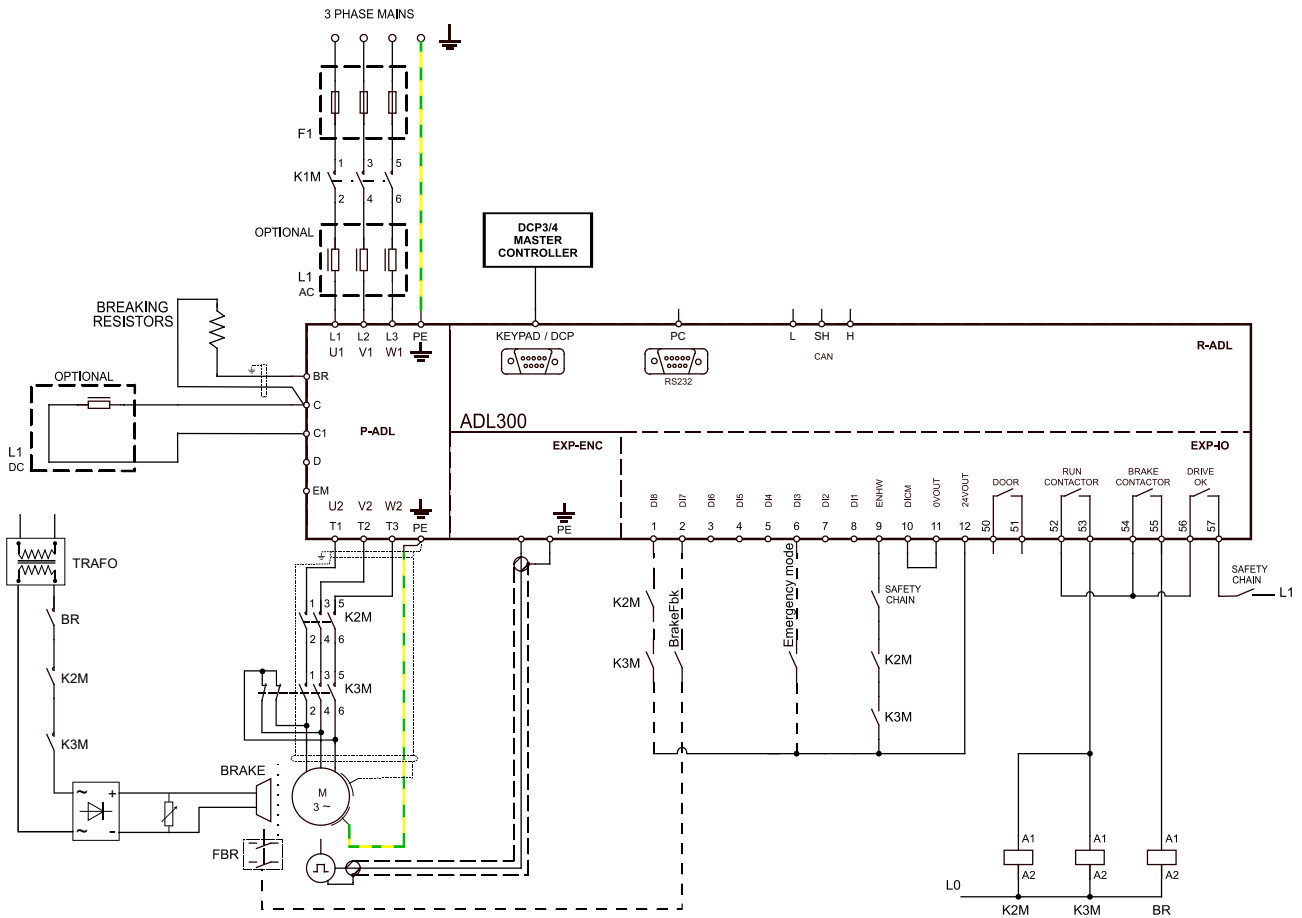 3 PHASE MAINS
F1
1 3 5
K1M
2 4 6
OPTIONAL
L1
AC
DCP3/4
MASTER
CONTROLLER
BREAKING
RESISTORS
L1 L2 L3 PE
U1 V1 W1
KEYPAD / DCP
PC
RS232
L SH H
CAN
R-ADL
OPTIONAL
L1
DC
BR
C
C1
D
EM
P-ADL
ADL300
EXP-ENC
EXP-IO
U2 V2 W2
T1 T2 T3 PE
PE
DI8 DI7 DI6 DI5 DI4 DI3 DI2 DI1 ENHW DICM 0VOUT 24VOUT
DOOR
RUN
CONTACTOR
BRAKE
CONTACTOR
DRIVE
OK
1 2 3 4 5 6 7 8 9 10 11 12 50 51 52 53 54 55 56 57
TRAFO
BR
K2M
K3M
1 3 5
K2M
2 4 6
1 3 5
K3M
2 4 6
K2M
K3M
BrakeFbk
Emergency mode
SAFETY
CHAIN
K2M
K3M
SAFETY
CHAIN
L1
BRAKE
M
3 ~
~ +
~ -
FBR
A1 A1 A1
A2 A2 A2
L0
K2M K3M BR